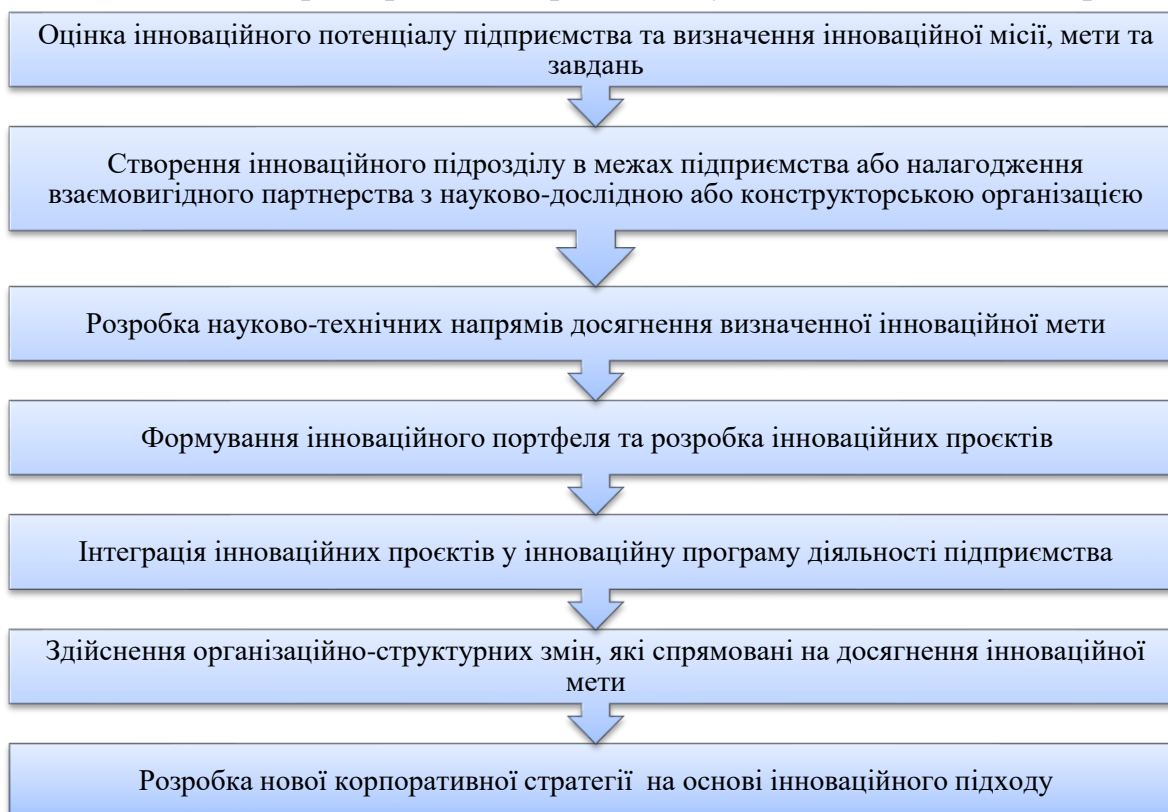 Оцінка інноваційного потенціалу підприємства та визначення інноваційної місії, мети та
завдань
Створення інноваційного підрозділу в межах підприємства або налагодження
взаємовигідного партнерства з науково-дослідною або конструкторською організацією
Розробка науково-технічних напрямів досягнення визначенної інноваційної мети
Формування інноваційного портфеля та розробка інноваційних проєктів
Інтеграція інноваційних проєктів у інноваційну програму діяльності підприємства
Здійснення організаційно-структурних змін, які спрямовані на досягнення інноваційної
мети
Розробка нової корпоративної стратегії на основі інноваційного підходу